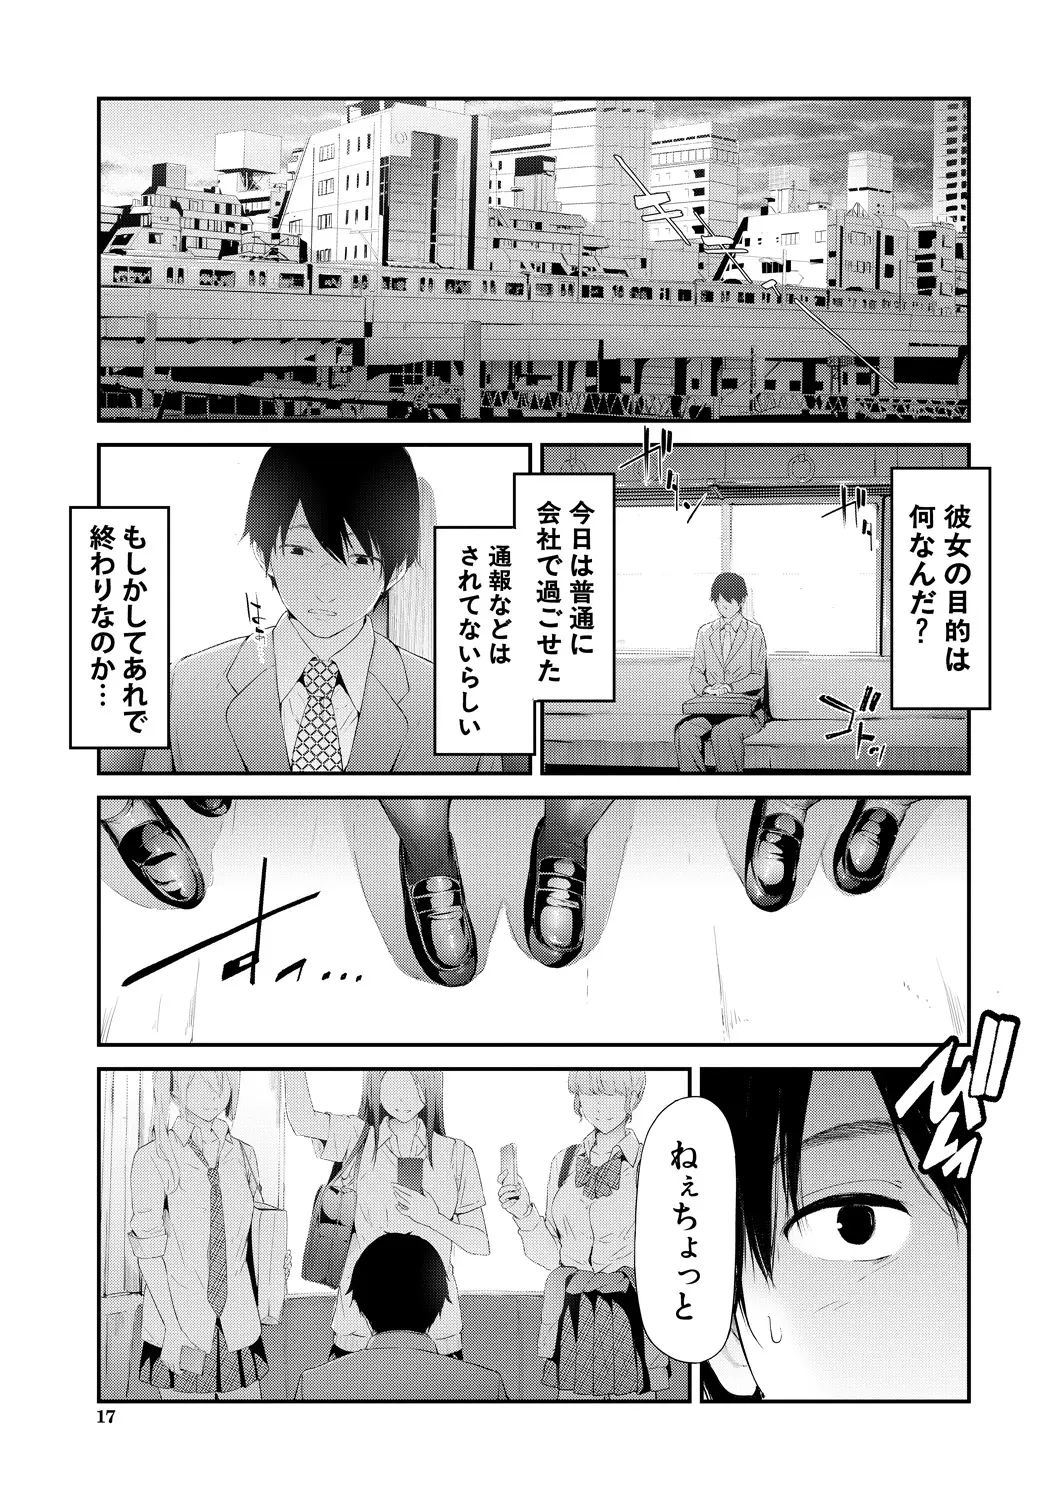 彼女の目的は
何なんだ?
今日は普通に
会社で過ごせた
通報などは
されてないらしい
もしかしてあれで
終わりなのか…
ねぇちょっと
17